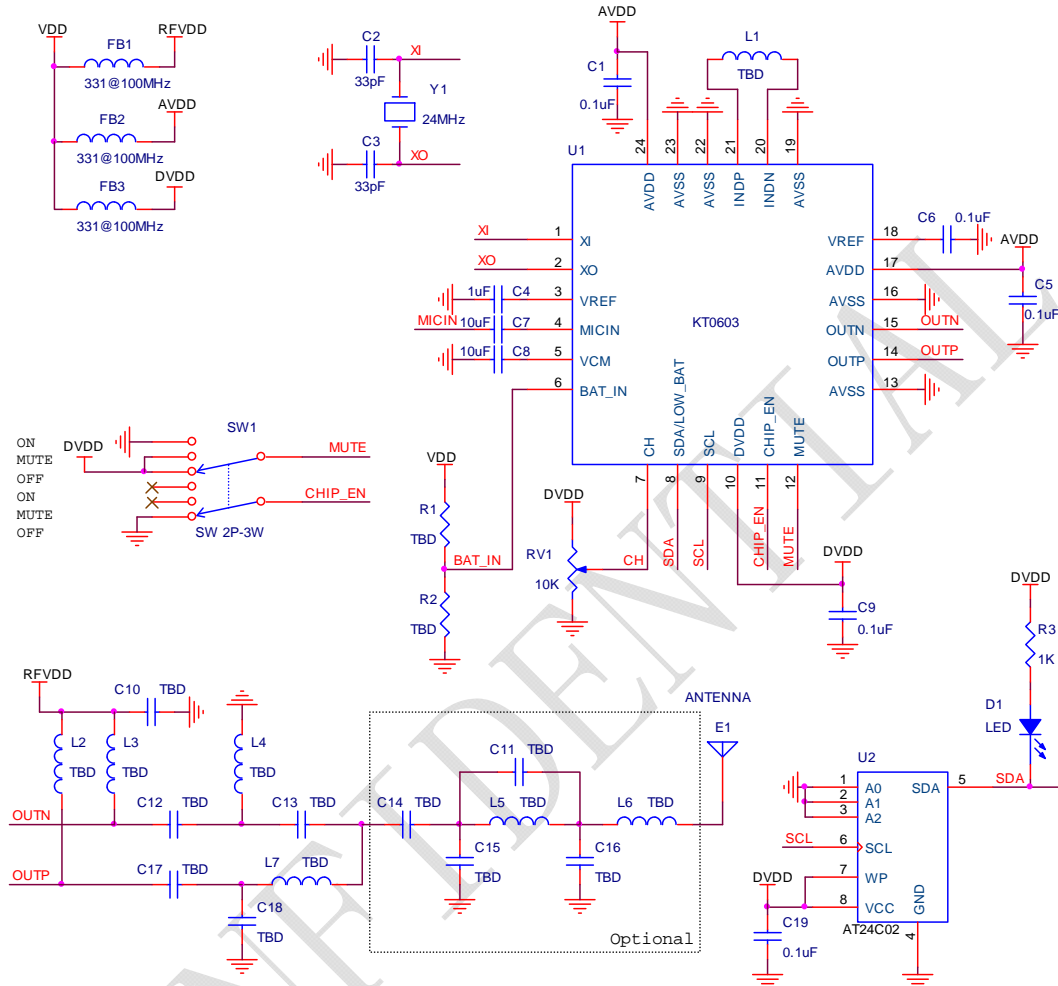 VDD
RFVDD
FB1
331@100MHz
AVDD
FB2
331@100MHz
DVDD
FB3
331@100MHz
C2
XI
33pF
Y1
24MHz
C3
XO
33pF
AVDD
C1
0.1uF
L1
TBD
U1
24
23
22
21
20
19
AVDD
AVSS
AVSS
INDP
INDN
AVSS
XI
1
XI
XO
2
XO
1uF
C4
3
VREF
MICIN
10uF
C7
4
MICIN
10uF
C8
5
VCM
6
BAT_IN
KT0603
VREF
18
C6
0.1uF
AVDD
17
AVDD
AVSS
16
C5
0.1uF
OUTN
15
OUTN
OUTP
14
OUTP
AVSS
13
CH
SDA/LOW_BAT
SCL
DVDD
CHIP_EN
MUTE
7
8
9
10
11
12
CH
SDA
SCL
CHIP_EN
MUTE
ON
MUTE
OFF
ON
MUTE
OFF
DVDD
SW1
MUTE
CHIP_EN
SW 2P-3W
VDD
R1
TBD
BAT_IN
R2
TBD
DVDD
RV1
10K
DVDD
C9
0.1uF
DVDD
R3
1K
D1
LED
RFVDD
C10
TBD
L2
TBD
L3
TBD
L4
TBD
OUTN
C12
TBD
C13
TBD
OUTP
C17
TBD
L7
TBD
C18
TBD
C14
TBD
C11
TBD
L5
TBD
L6
TBD
C15
TBD
C16
TBD
ANTENNA
E1
Optional
U2
1
A0
2
A1
3
A2
SDA
5
SDA
SCL
6
SCL
DVDD
7
WP
8
VCC
GND
4
C19
0.1uF
AT24C02
NFIDENTIAL